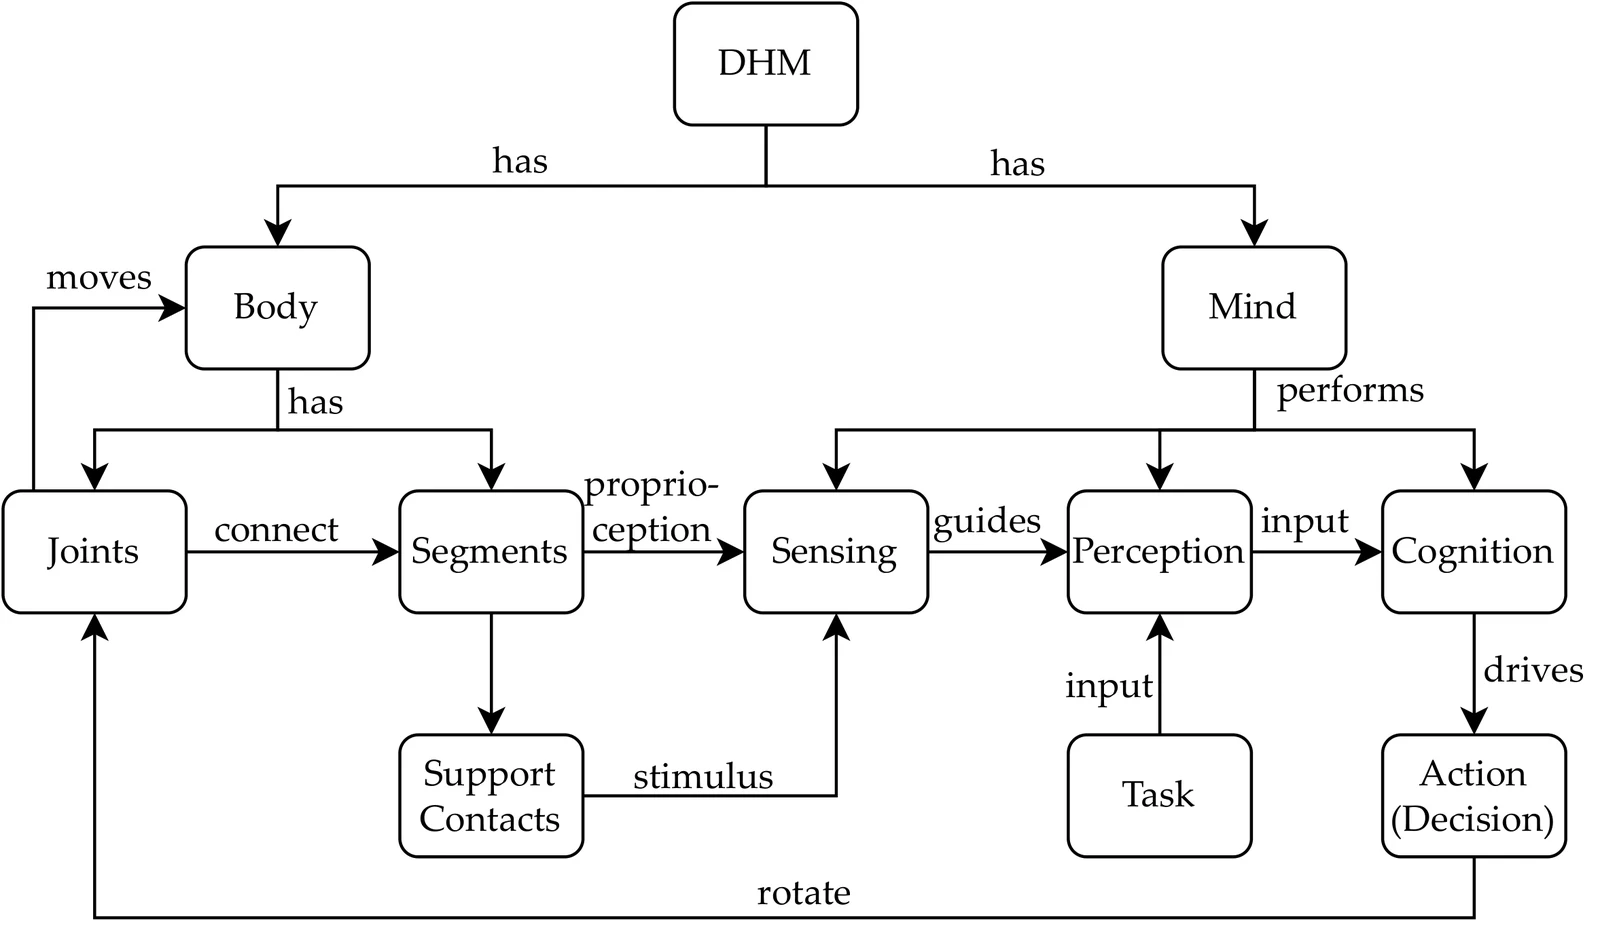 DHM
has
has
moves
Body
Mind
has
performs
proprio-
ception
Joints
connect
Segments
Sensing
guides
Perception
input
Cognition
input
drives
Support
Contacts
stimulus
Task
Action
(Decision)
rotate